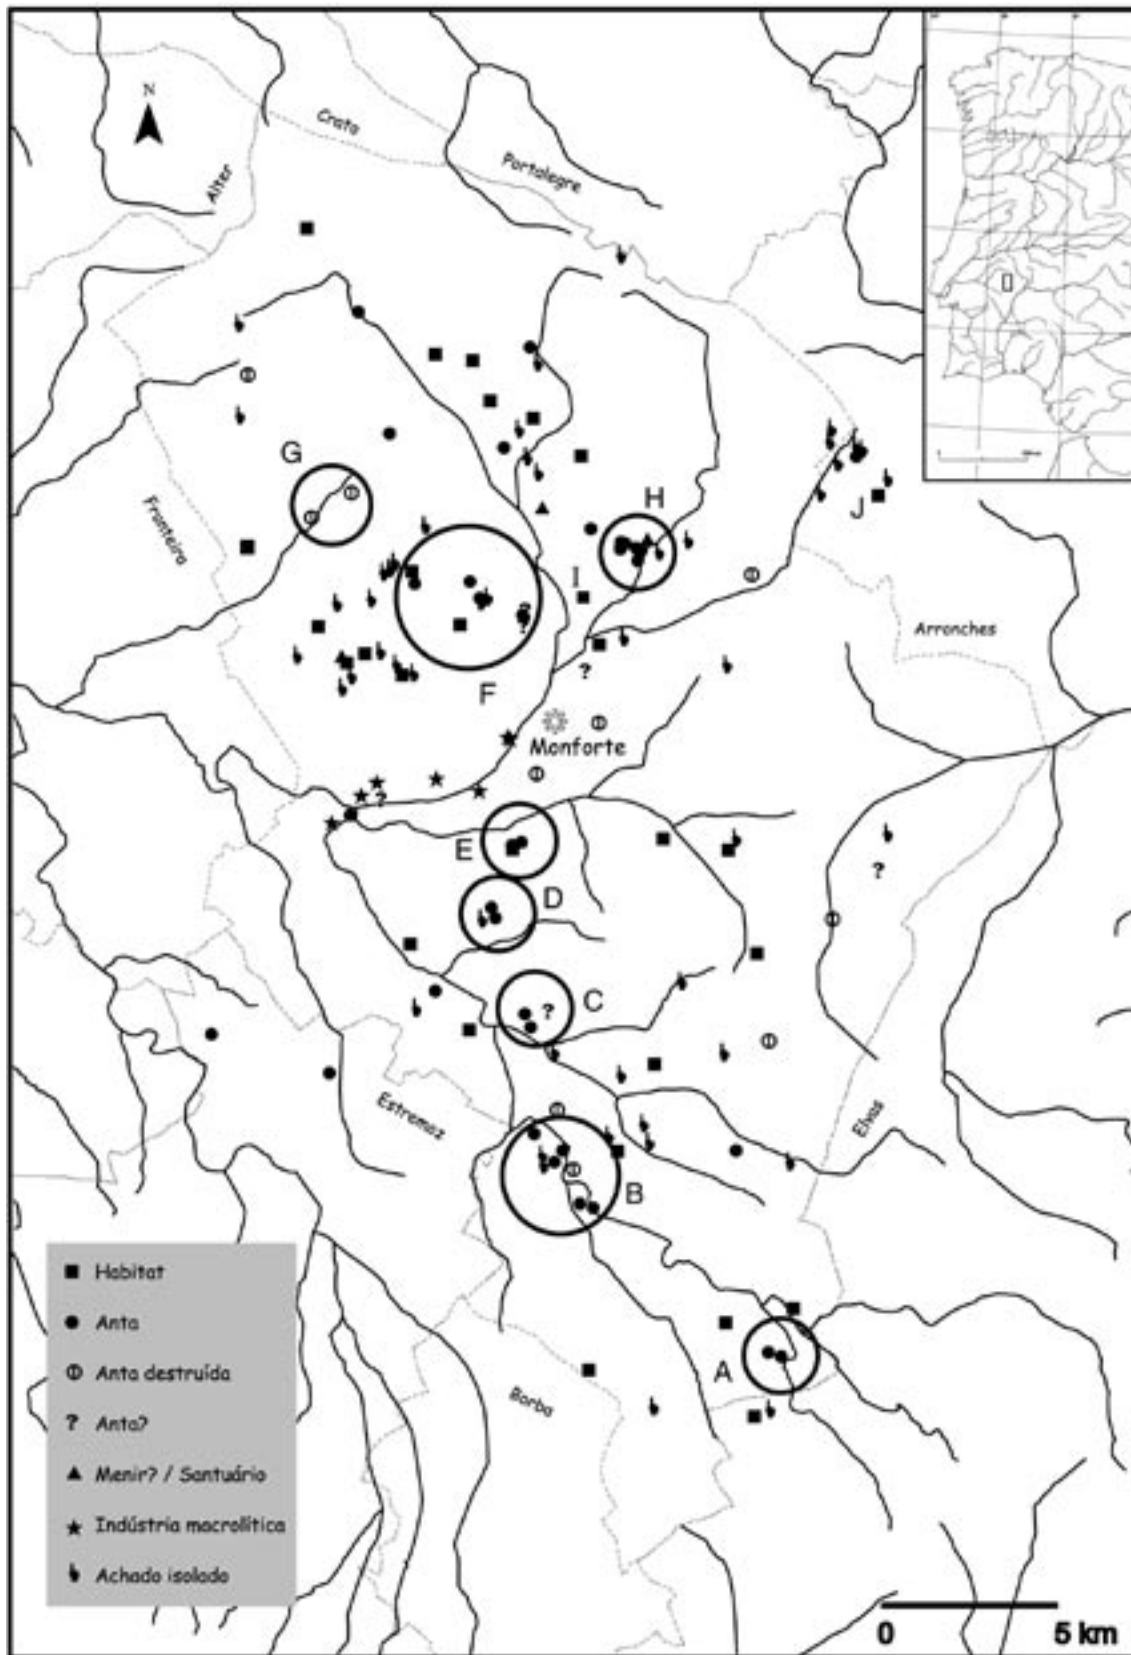 N
Crato
Portalegre
Alter
G
H
J
Fronteira
I
Arronches
F
Monforte
E
D
C
Estremoz
Elvas
B
A
Borba
Habitat
Anta
Anta destruída
? Anta?
Menir? / Santuário
Indústria macrolítica
Achado isolado
0 5 km